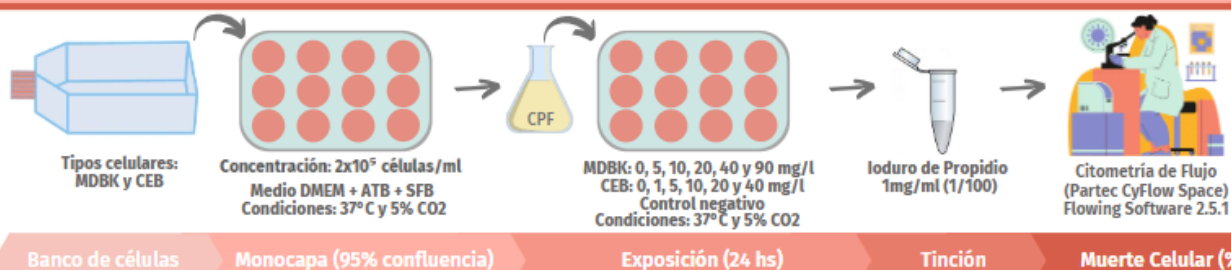 CPF
Tipos celulares:
MDBK y CEB
Concentración: 2x10⁵ células/ml
Medio DMEM + ATB + SFB
Condiciones: 37°C y 5% CO2
MDBK: 0, 5, 10, 20, 40 y 90 mg/l
CEB: 0, 1, 5, 10, 20 y 40 mg/l
Control negativo
Condiciones: 37°C y 5% CO2
Ioduro de Propidio
1mg/ml (1/100)
Citometría de Flujo
(Partec CyFlow Space)
Flowing Software 2.5.1
Banco de células
Monocapa (95% confluencia)
Exposición (24 hs)
Tinción
Muerte Celular (